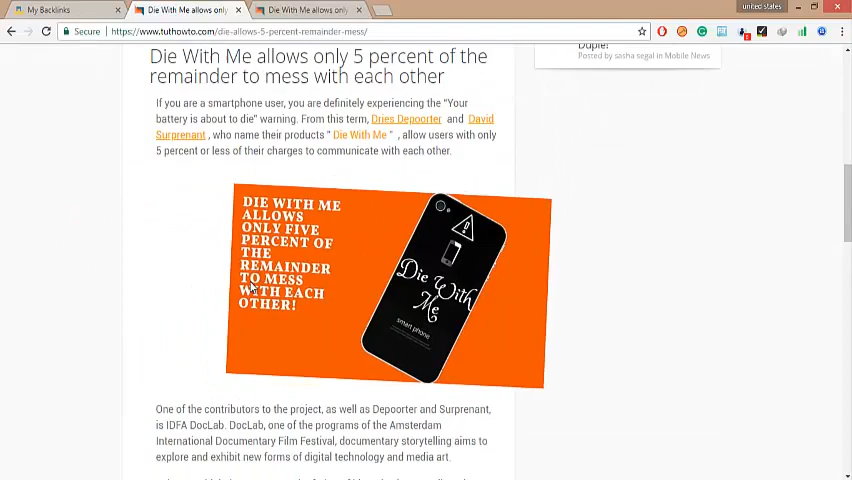 My Backlinks
Die With Me allows only
Die With Me allows only
united states
Secure
https://www.tuthowto.com/die-allows-5-percent-remainder-mess/
Die With Me allows only 5 percent of the
remainder to mess with each other
If you are a smartphone user, you are definitely experiencing the "Your
battery is about to die" warning. From this term, Dries Depoorter and David
Surprenant , who name their products " Die With Me " , allow users with only
5 percent or less of their charges to communicate with each other.
Duple!
Posted by sasha segal in Mobile News
DIE WITH ME
ALLOWS
ONLY FIVE
PERCENT OF
THE
REMAINDER
TO MESS
WITH EACH
OTHER!
Die With
Me
smart phone
One of the contributors to the project, as well as Depoorter and Surprenant,
is IDFA DocLab. DocLab, one of the programs of the Amsterdam
International Documentary Film Festival, documentary storytelling aims to
explore and exhibit new forms of digital technology and media art.